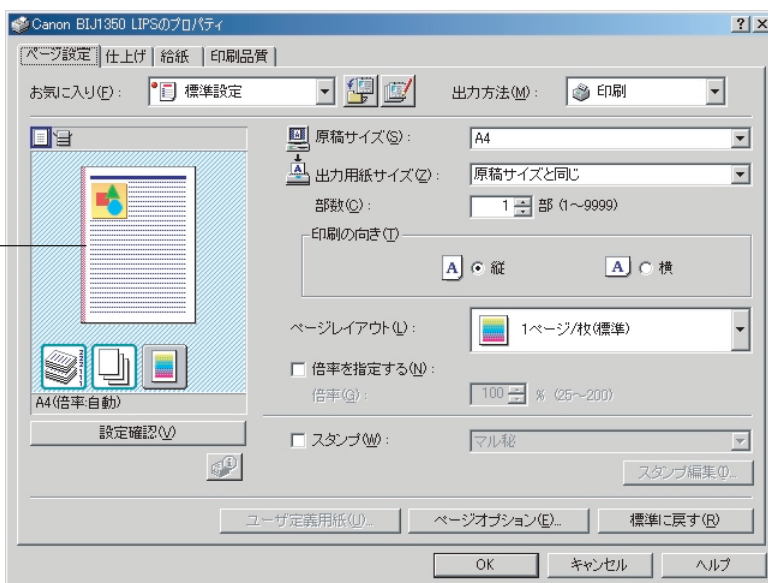 Canon BIJ1350 LIPSのプロパティ
ページ設定 仕上げ 給紙 印刷品質
お気に入り(F): 標準設定 出力方法(M): 印刷
原稿サイズ(S): A4
出力用紙サイズ(Z): 原稿サイズと同じ
部数(C): 1 部 (1～9999)
印刷の向き(T)
A 縦 A 横
ページレイアウト(L): 1ページ/枚(標準)
倍率を指定する(N):
倍率(G): 100 % (25～200)
A4(倍率:自動)
設定確認(V)
スタンプ(W): マル秘
スタンプ編集(I)...
ユーザ定義用紙(U)... ページオプション(E)... 標準に戻す(R)
OK キャンセル ヘルプ